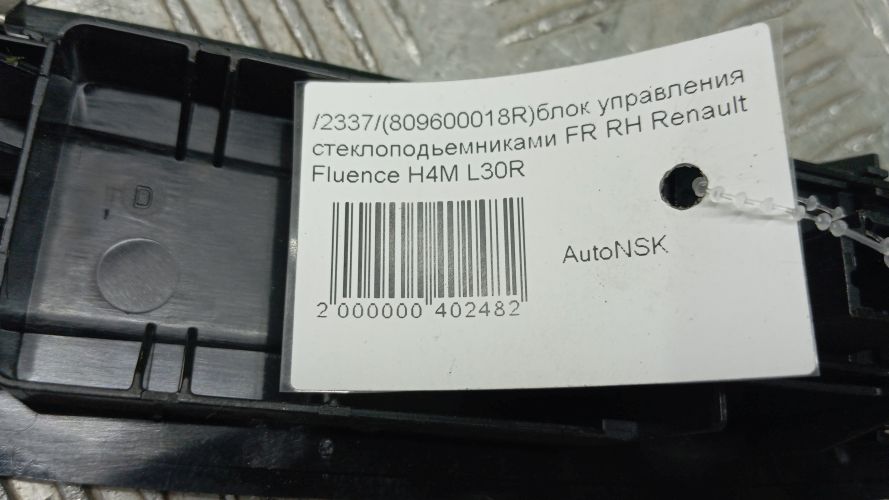 /2337/(809600018R)блок управления
стеклоподьемниками FR RH Renault
Fluence H4M L30R
AutoNSK
2 000000 402482